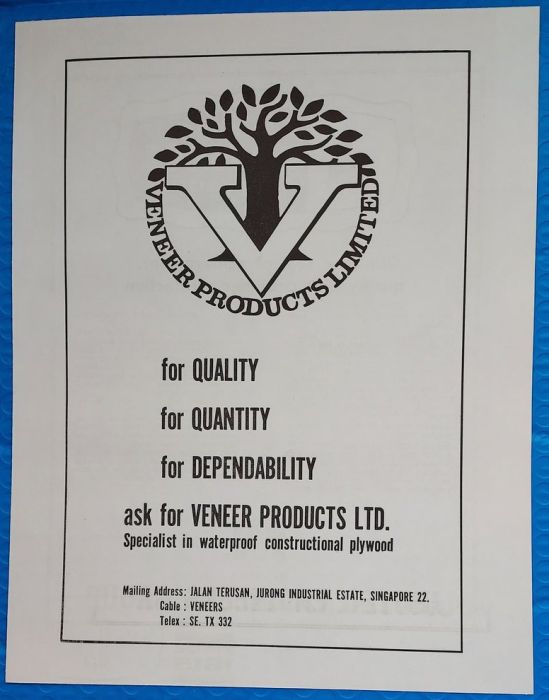 V
VENEER PRODUCTS LIMITED
for QUALITY
for QUANTITY
for DEPENDABILITY
ask for VENEER PRODUCTS LTD.
Specialist in waterproof constructional plywood
Mailing Address: JALAN TERUSAN, JURONG INDUSTRIAL ESTATE, SINGAPORE 22.
Cable : VENEERS
Telex : SE. TX 332